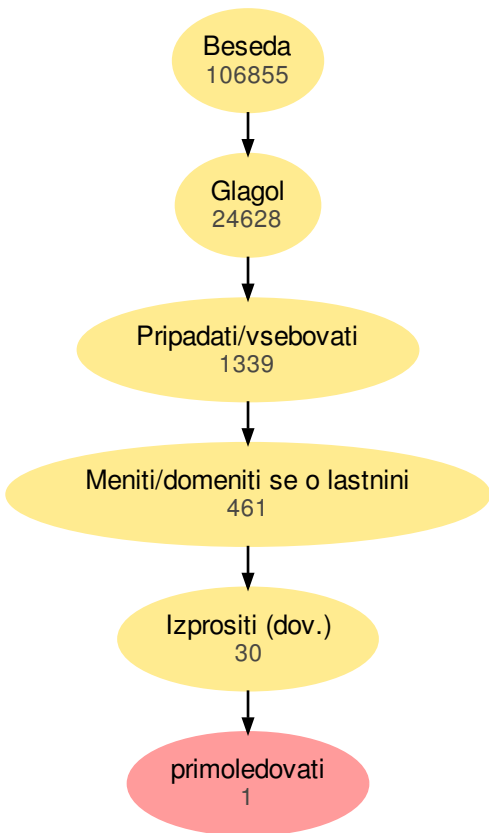 Beseda
106855
Glagol
24628
Pripadati/vsebovati
1339
Meniti/domeniti se o lastnini
461
Izprositi (dov.)
30
primoledovati
1